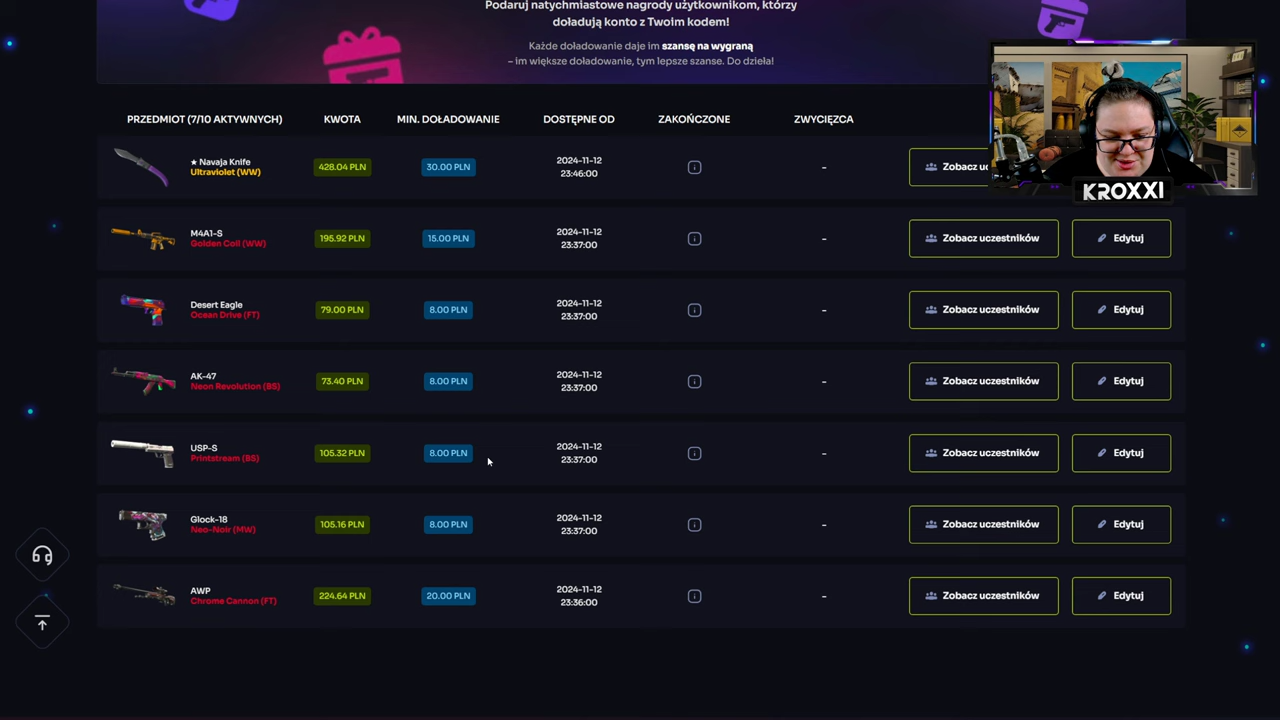 Podaruj natychmiastowe nagrody użytkownikom, którzy
doładują konto z Twoim kodem!
Każde doładowanie daje im szansę na wygraną
– im większe doładowanie, tym lepsze szanse. Do dzieła!
PRZEDMIOT (7/10 AKTYWNYCH) KWOTA MIN. DOŁADOWANIE DOSTĘPNE OD ZAKOŃCZONE ZWYCIĘZCA
★ Navaja Knife
Ultraviolet (WW)
428.04 PLN
30.00 PLN
2024-11-12
23:46:00
-
Zobacz uc
KROXXI
M4A1-S
Golden Coil (WW)
195.92 PLN
15.00 PLN
2024-11-12
23:37:00
-
Zobacz uczestników
Edytuj
Desert Eagle
Ocean Drive (FT)
79.00 PLN
8.00 PLN
2024-11-12
23:37:00
-
Zobacz uczestników
Edytuj
AK-47
Neon Revolution (BS)
73.40 PLN
8.00 PLN
2024-11-12
23:37:00
-
Zobacz uczestników
Edytuj
USP-S
Printstream (BS)
105.32 PLN
8.00 PLN
2024-11-12
23:37:00
-
Zobacz uczestników
Edytuj
Glock-18
Neo-Noir (MW)
105.16 PLN
8.00 PLN
2024-11-12
23:37:00
-
Zobacz uczestników
Edytuj
AWP
Chrome Cannon (FT)
224.64 PLN
20.00 PLN
2024-11-12
23:36:00
-
Zobacz uczestników
Edytuj